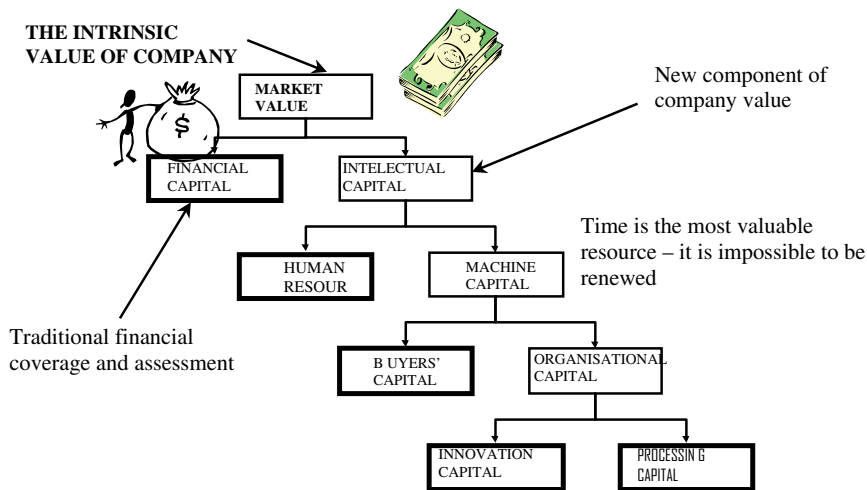 THE INTRINSIC
VALUE OF COMPANY
MARKET
VALUE
New component of
company value
$
FINANCIAL
CAPITAL
INTELECTUAL
CAPITAL
Time is the most valuable
resource – it is impossible to be
renewed
HUMAN
RESOUR
MACHINE
CAPITAL
Traditional financial
coverage and assessment
B UYERS’
CAPITAL
ORGANISATIONAL
CAPITAL
INNOVATION
CAPITAL
PROCESSIN G
CAPITAL